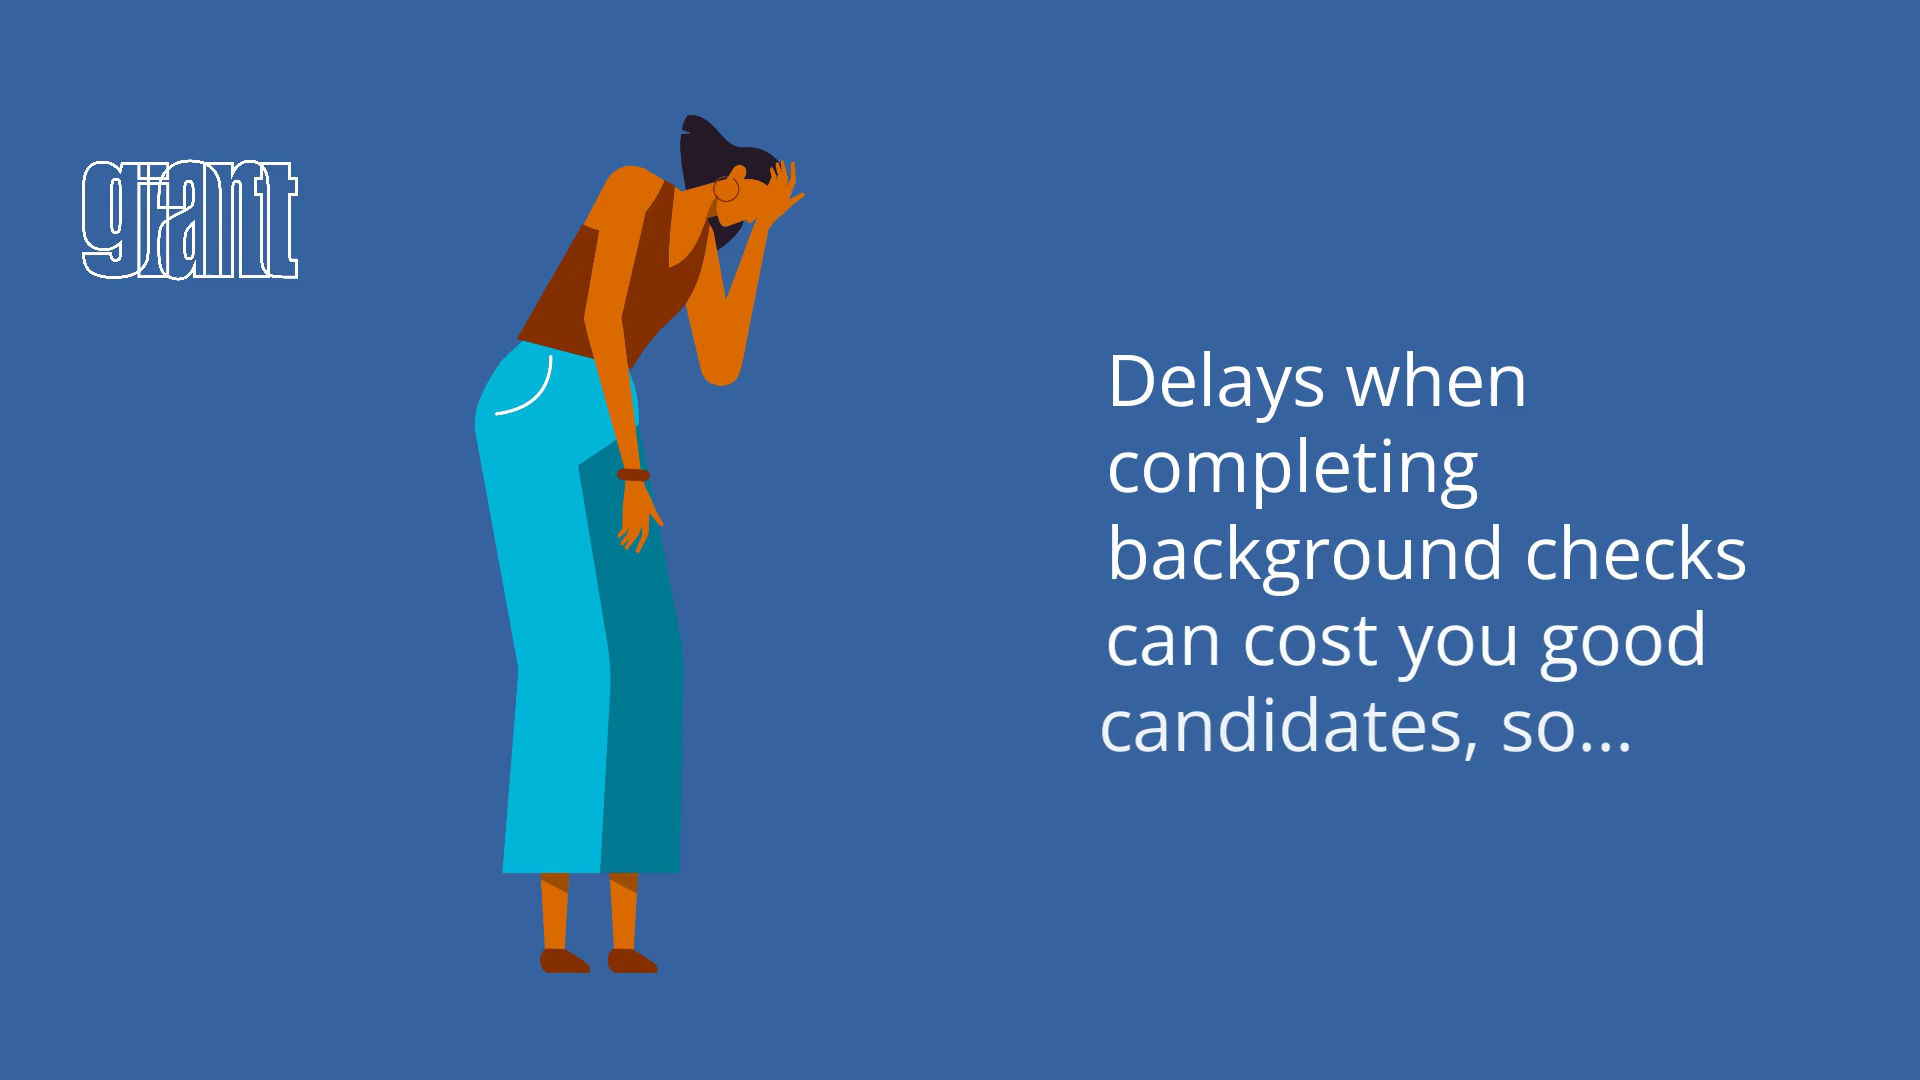 giant
Delays when
completing
background checks
can cost you good
candidates, so...